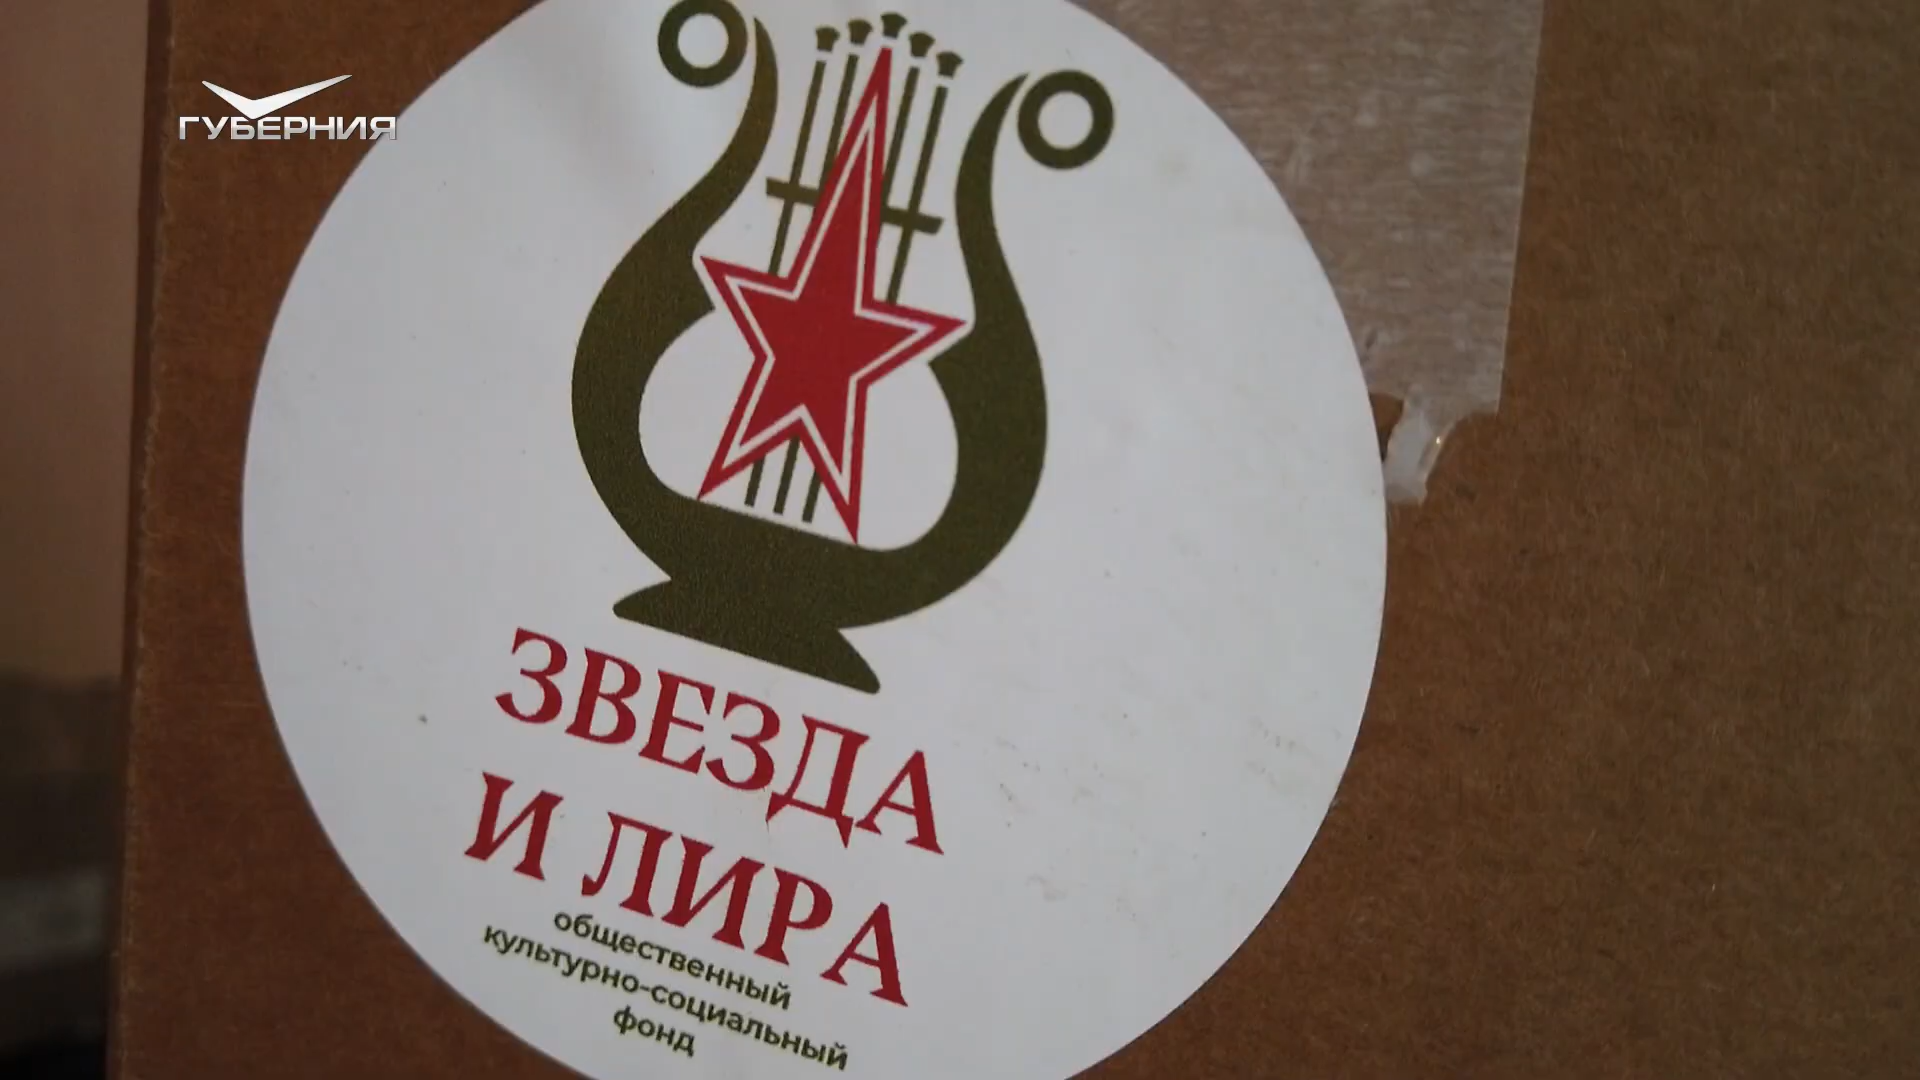 ГУБЕРНИЯ
ЗВЕЗДА
И ЛИРА
общественный
культурно-социальный
фонд